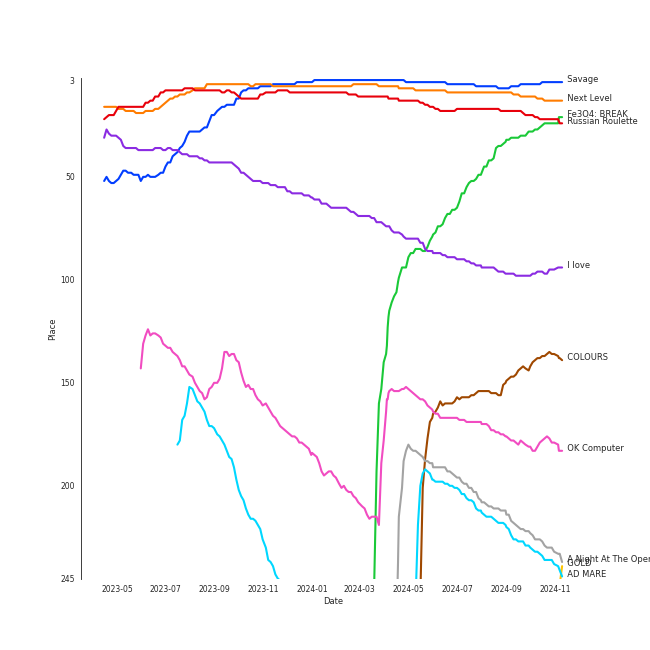 3
Savage
Next Level
Fe3O4: BREAK
Russian Roulette
50
100
150
200
245
I love
COLOURS
OK Computer
A Night At The Oper
GOLD
AD MARE
Place
2023-05
2023-07
2023-09
2023-11
2024-01
2024-03
2024-05
2024-07
2024-09
2024-11
Date